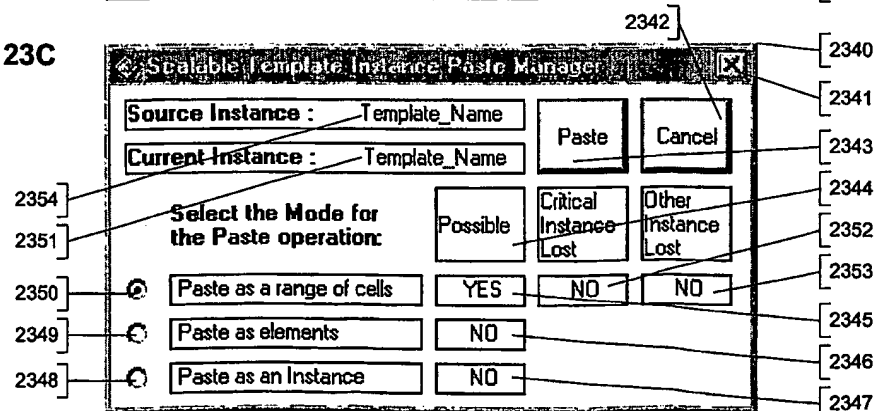 2342
23C
2340
Scalable Template Instance Paste Manager
2341
Source Instance : Template_Name
Paste
Cancel
2343
Current Instance : Template_Name
2344
2354
Select the Mode for
the Paste operation:
Possible
Critical
Instance
Lost
Other
Instance
Lost
2352
2351
2353
2350
Paste as a range of cells YES NO NO
2345
2349
Paste as elements NO
2346
2348
Paste as an Instance NO
2347